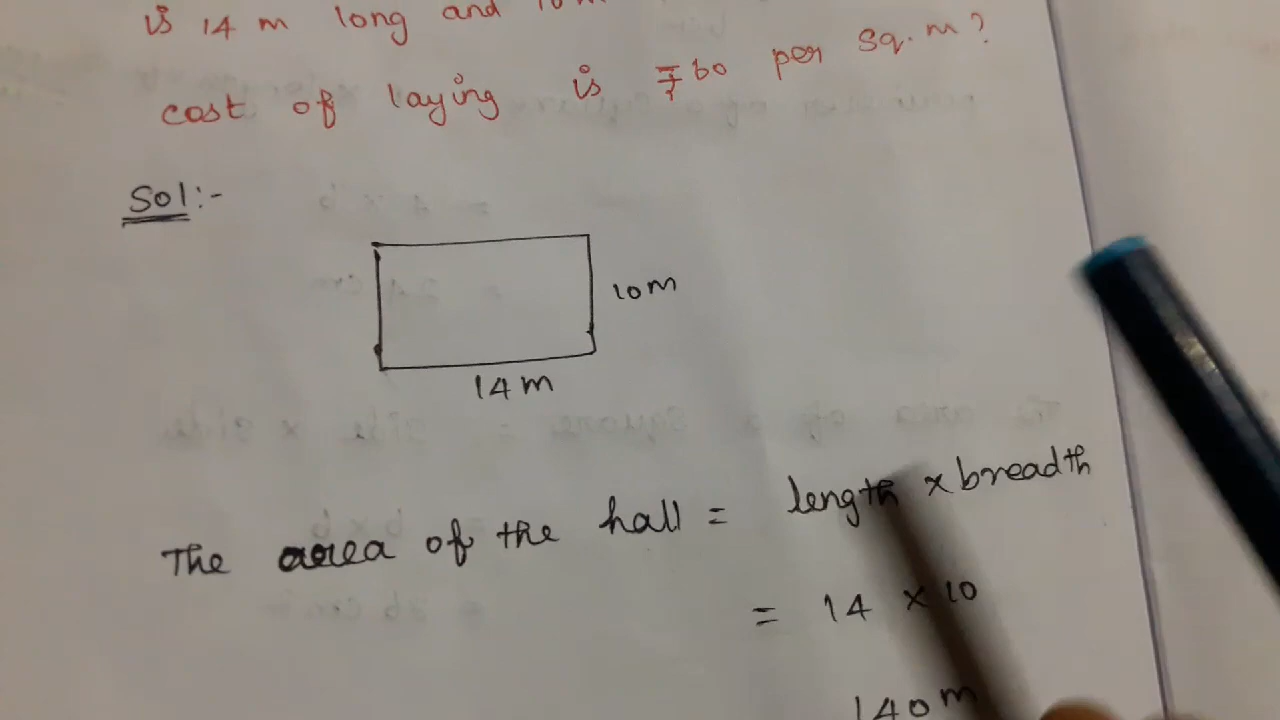 is 14 m long and 10 m
cost of laying is ₹60 per sq.m?
Sol:-
10m
14 m
The area of the hall = length × breadth
= 14 × 10
140 m